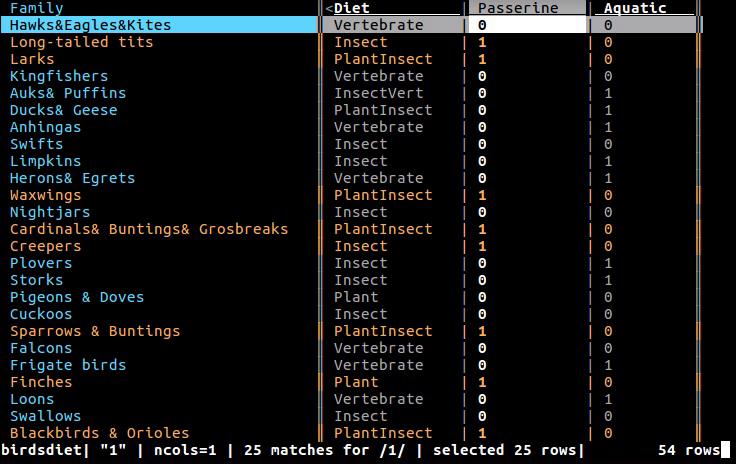 Family <Diet | Passerine | Aquatic
Hawks&Eagles&Kites ‖ Vertebrate | 0 | 0
Long-tailed tits ‖ Insect | 1 | 0 ‖
Larks ‖ PlantInsect | 1 | 0 ‖
Kingfishers ‖ Vertebrate | 0 | 0 ‖
Auks& Puffins ‖ InsectVert | 0 | 1 ‖
Ducks& Geese ‖ PlantInsect | 0 | 1 ‖
Anhingas ‖ Vertebrate | 0 | 1 ‖
Swifts ‖ Insect | 0 | 0 ‖
Limpkins ‖ Insect | 0 | 1 ‖
Herons& Egrets ‖ Vertebrate | 0 | 1 ‖
Waxwings ‖ PlantInsect | 1 | 0 ‖
Nightjars ‖ Insect | 0 | 0 ‖
Cardinals& Buntings& Grosbreaks ‖ PlantInsect | 1 | 0 ‖
Creepers ‖ Insect | 1 | 0 ‖
Plovers ‖ Insect | 0 | 1 ‖
Storks ‖ Insect | 0 | 1 ‖
Pigeons & Doves ‖ Plant | 0 | 0 ‖
Cuckoos ‖ Insect | 0 | 0 ‖
Sparrows & Buntings ‖ PlantInsect | 1 | 0 ‖
Falcons ‖ Vertebrate | 0 | 0 ‖
Frigate birds ‖ Vertebrate | 0 | 1 ‖
Finches ‖ Plant | 1 | 0 ‖
Loons ‖ Vertebrate | 0 | 1 ‖
Swallows ‖ Insect | 0 | 0 ‖
Blackbirds & Orioles ‖ PlantInsect | 1 | 0 ‖
birdsdiet| "1" | ncols=1 | 25 matches for /1/ | selected 25 rows| 54 rows